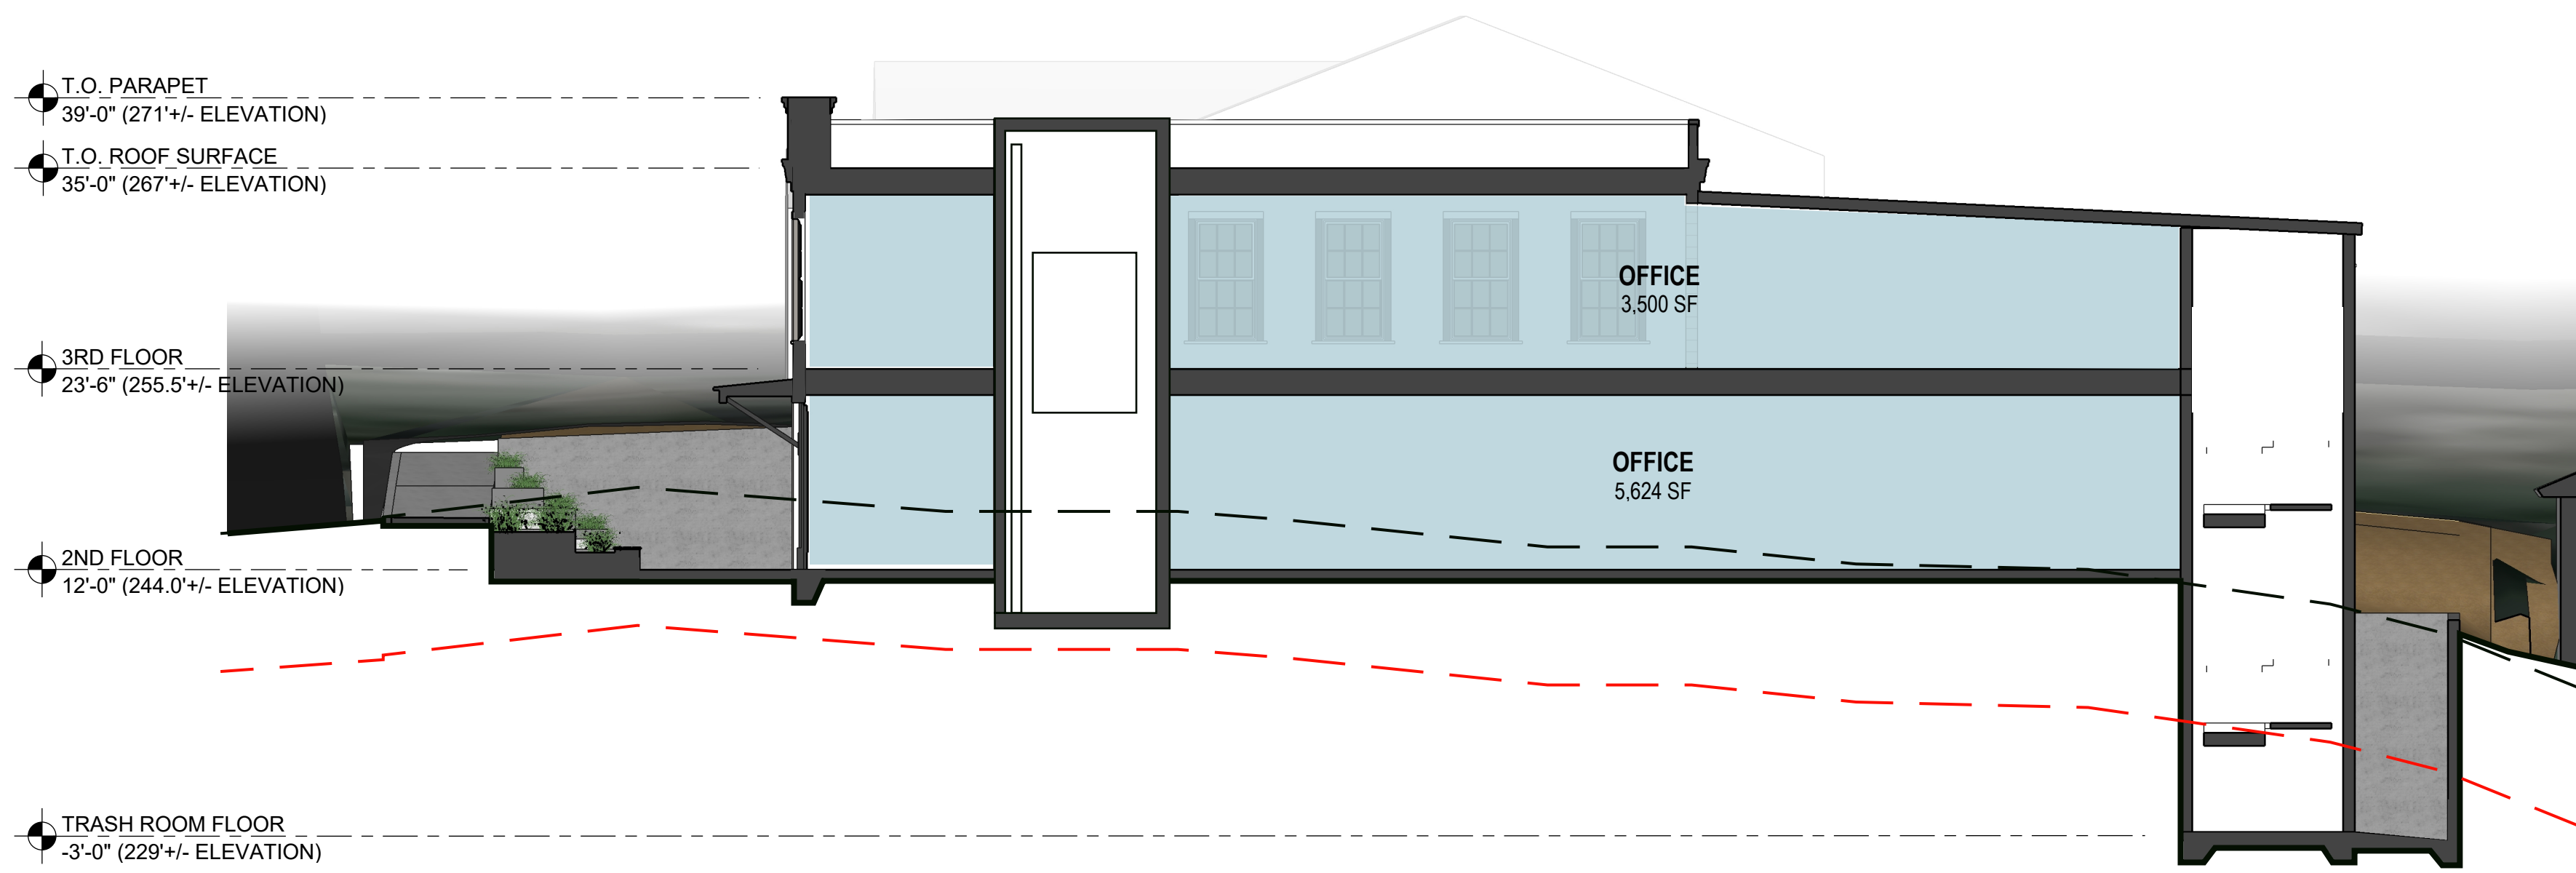 T.O. PARAPET
39'-0" (271'+/- ELEVATION)
T.O. ROOF SURFACE
35'-0" (267'+/- ELEVATION)
OFFICE
3,500 SF
3RD FLOOR
23'-6" (255.5'+/- ELEVATION)
OFFICE
5,624 SF
2ND FLOOR
12'-0" (244.0'+/- ELEVATION)
TRASH ROOM FLOOR
-3'-0" (229'+/- ELEVATION)